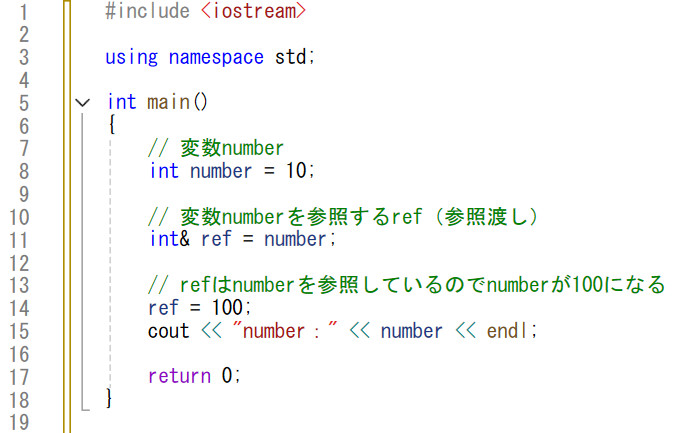 1 #include <iostream>
2
3 using namespace std;
4
5 int main()
6 {
7 // 変数number
8 int number = 10;
9
10 // 変数numberを参照するref（参照渡し）
11 int& ref = number;
12
13 // refはnumberを参照しているのでnumberが100になる
14 ref = 100;
15 cout << "number：" << number << endl;
16
17 return 0;
18 }
19